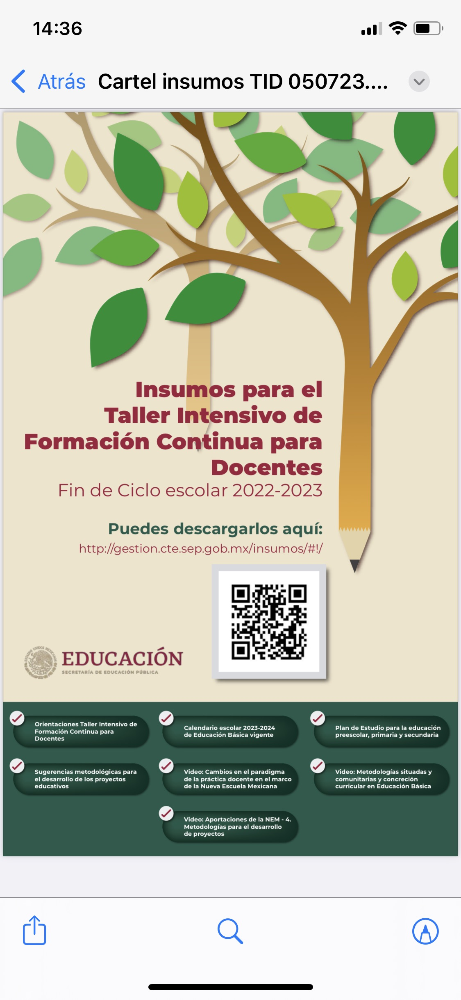 14:36
Atrás Cartel insumos TID 050723....
Insumos para el
Taller Intensivo de
Formación Continua para
Docentes
Fin de Ciclo escolar 2022-2023
Puedes descargarlos aquí:
http://gestion.cte.sep.gob.mx/insumos/#!/
ESTADOS UNIDOS MEXICANOS
EDUCACIÓN
SECRETARÍA DE EDUCACIÓN PÚBLICA
Orientaciones Taller Intensivo de
Formación Continua para
Docentes
Calendario escolar 2023-2024
de Educación Básica vigente
Plan de Estudio para la educación
preescolar, primaria y secundaria
Sugerencias metodológicas para
el desarrollo de los proyectos
educativos
Video: Cambios en el paradigma
de la práctica docente en el marco
de la Nueva Escuela Mexicana
Video: Metodologías situadas y
comunitarias y concreción
curricular en Educación Básica
Video: Aportaciones de la NEM - 4.
Metodologías para el desarrollo
de proyectos